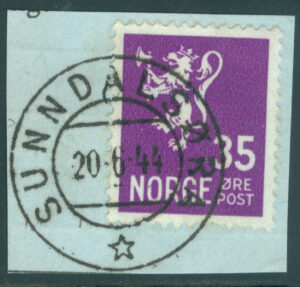 SUNNDALSØRA
20-6-44
35
NORGE ØRE
POST